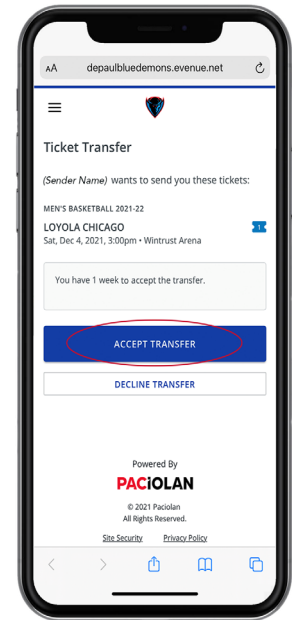 AA depaulbluedemons.evenue.net
Ticket Transfer
(Sender Name) wants to send you these tickets:
MEN'S BASKETBALL 2021-22
LOYOLA CHICAGO
1
Sat, Dec 4, 2021, 3:00pm • Wintrust Arena
You have 1 week to accept the transfer.
ACCEPT TRANSFER
DECLINE TRANSFER
Powered By
PACiOLAN
© 2021 Paciolan
All Rights Reserved.
Site Security Privacy Policy